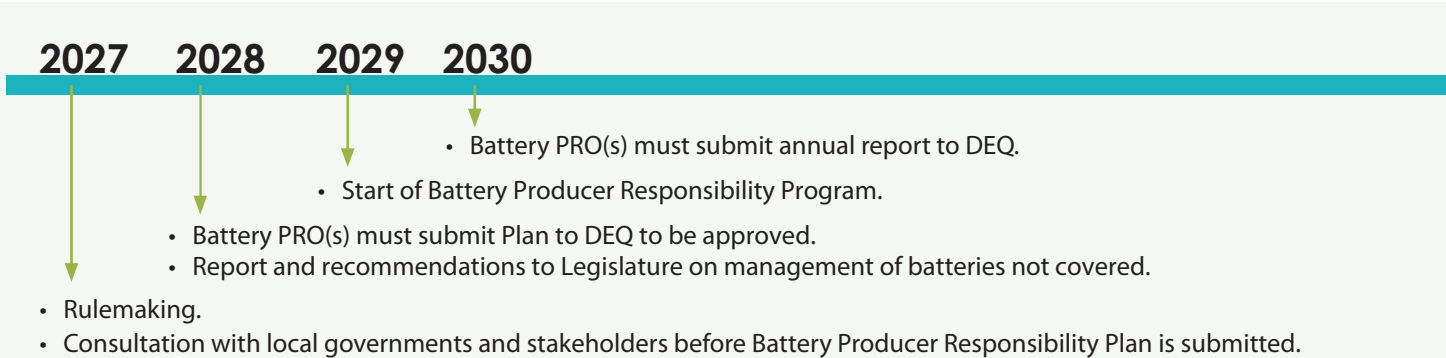 2027 2028 2029 2030
• Battery PRO(s) must submit annual report to DEQ.
• Start of Battery Producer Responsibility Program.
• Battery PRO(s) must submit Plan to DEQ to be approved.
• Report and recommendations to Legislature on management of batteries not covered.
• Rulemaking.
• Consultation with local governments and stakeholders before Battery Producer Responsibility Plan is submitted.